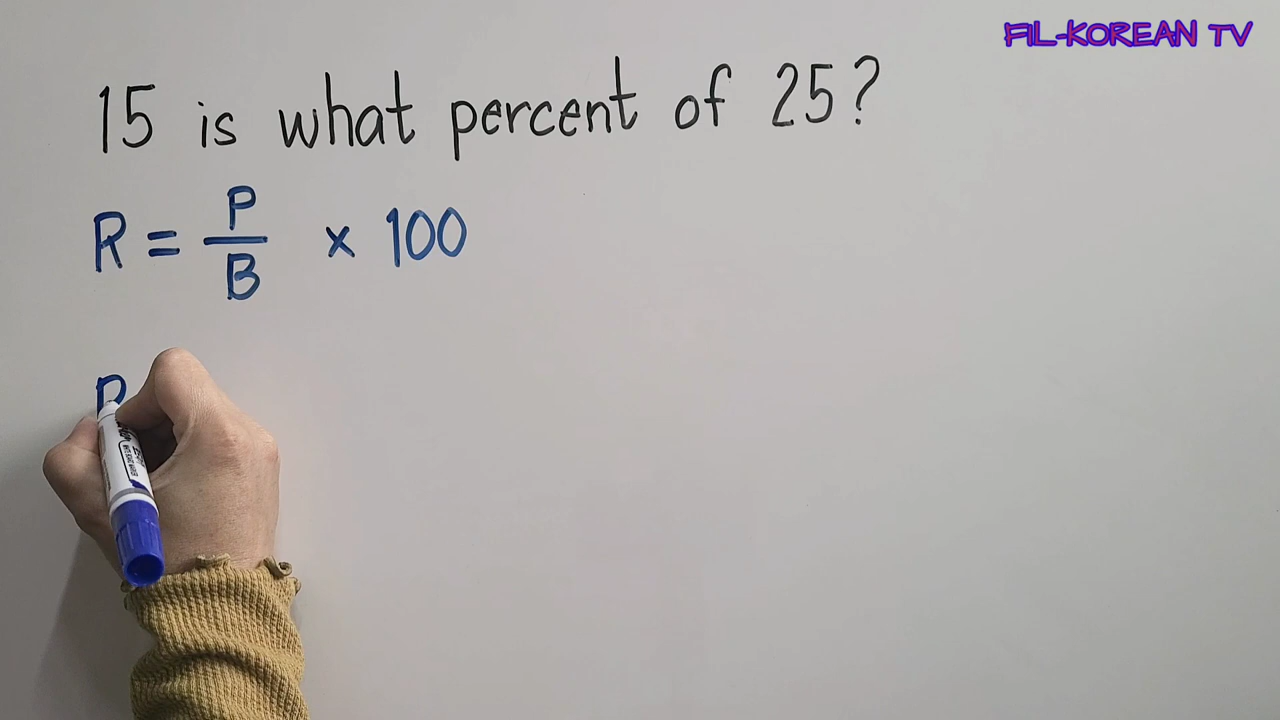 FIL-KOREAN TV
15 is what percent of 25?
R = P/B × 100
R